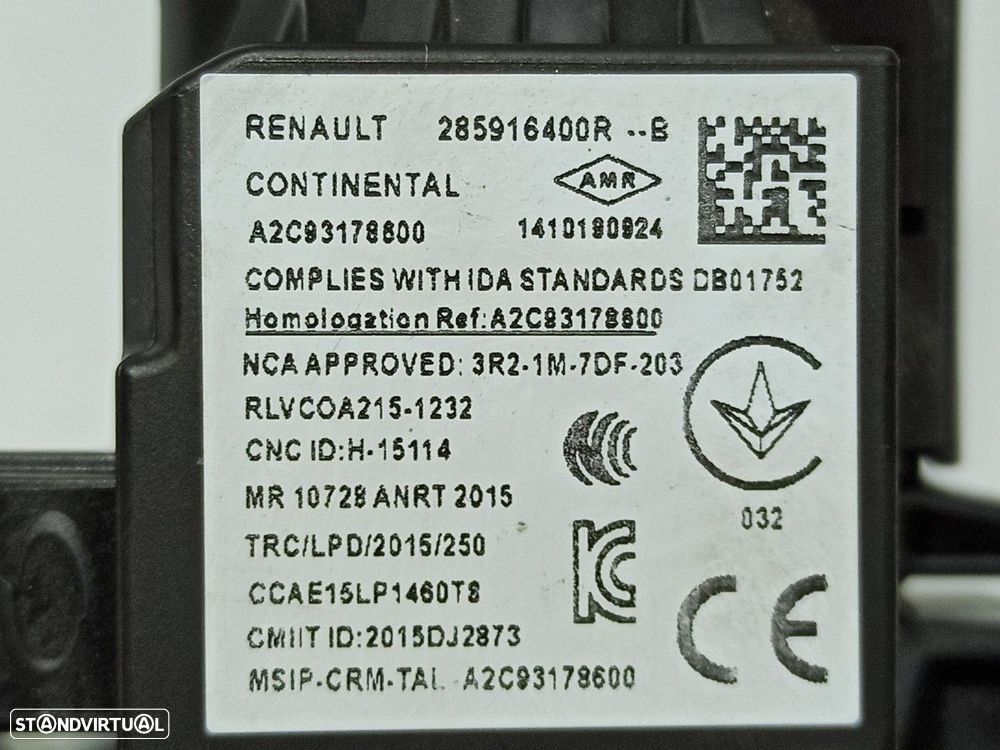 RENAULT 285916400R --B
CONTINENTAL AMR
A2C93178600 1410180924
COMPLIES WITH IDA STANDARDS DB01752
Homologation Ref:A2C93178600
NCA APPROVED: 3R2-1M-7DF-203
RLVCOA215-1232
CNC ID:H-15114
MR 10728 ANRT 2015
032
TRC/LPD/2015/250
CCAE15LP1460T8
CMIIT ID:2015DJ2873
MSIP-CRM-TAL A2C93178600
CE
STANDVIRTUAL